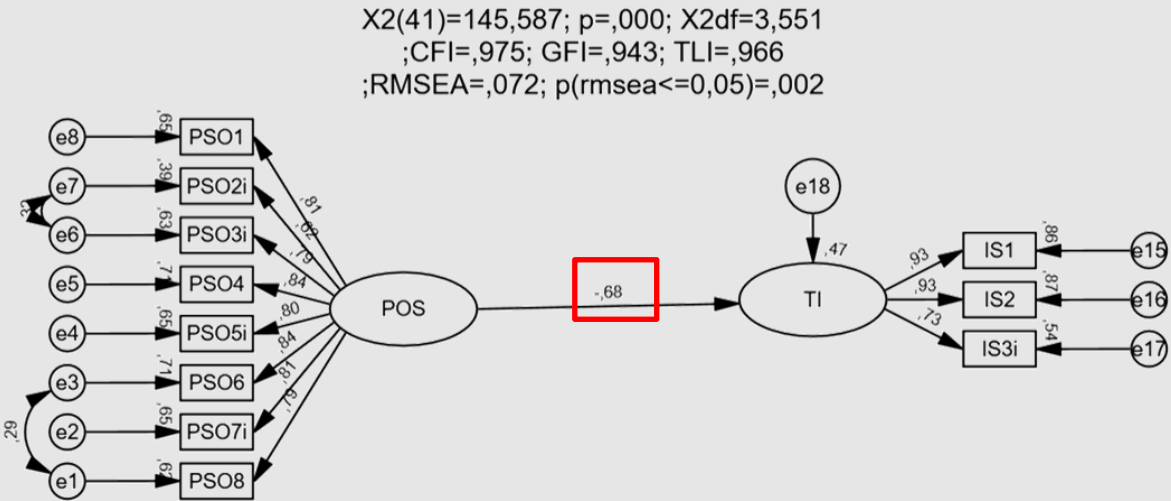 X2(41)=145,587; p=,000; X2df=3,551
;CFI=,975; GFI=,943; TLI=,966
;RMSEA=,072; p(rmsea<=0,05)=,002
e8 ,65 PSO1 ,81
e7 ,39 PSO2i ,62
e6 ,63 PSO3i ,79
e5 ,71 PSO4 ,84
e4 ,65 PSO5i ,80
e3 ,71 PSO6 ,84
e2 ,65 PSO7i ,81
e1 PSO8 ,79
,29
POS
-,68
e18
,47
TI
,93 IS1 ,86 e15
,93 IS2 ,87 e16
,73 IS3i ,54 e17